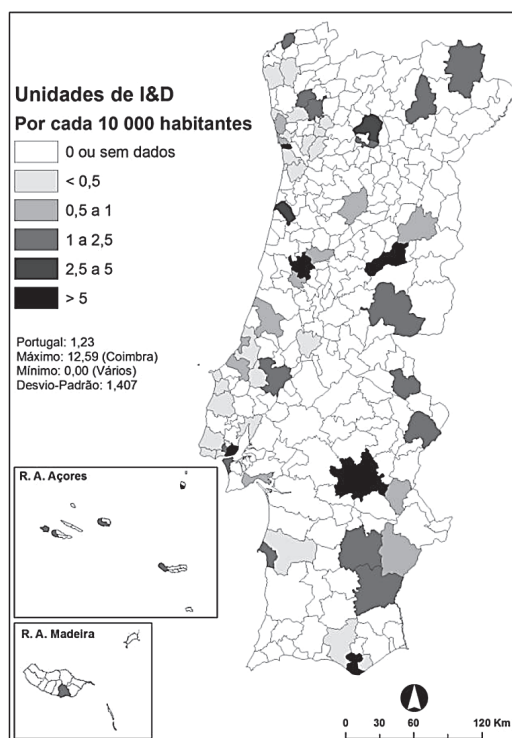 Unidades de I&D
Por cada 10 000 habitantes
0 ou sem dados
< 0,5
0,5 a 1
1 a 2,5
2,5 a 5
> 5
Portugal: 1,23
Máximo: 12,59 (Coimbra)
Mínimo: 0,00 (Vários)
Desvio-Padrão: 1,407
R. A. Açores
R. A. Madeira
0 30 60 120 Km